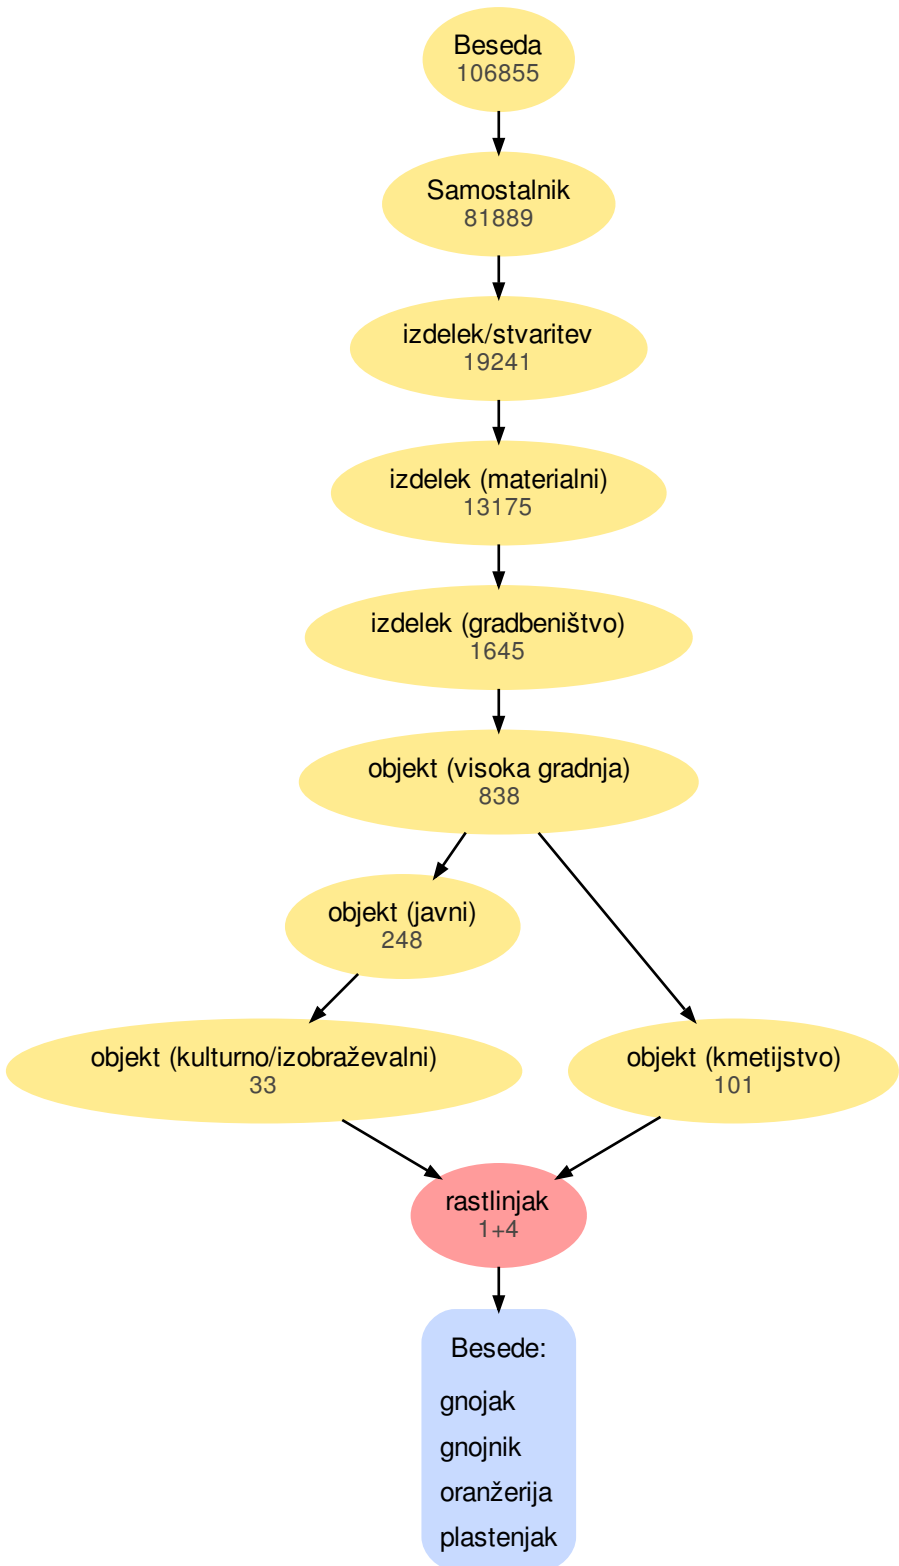 Beseda
106855
Samostalnik
81889
izdelek/stvaritev
19241
izdelek (materialni)
13175
izdelek (gradbeništvo)
1645
objekt (visoka gradnja)
838
objekt (javni)
248
objekt (kulturno/izobraževalni)
33
objekt (kmetijstvo)
101
rastlinjak
1+4
Besede:
gnojak
gnojnik
oranžerija
plastenjak